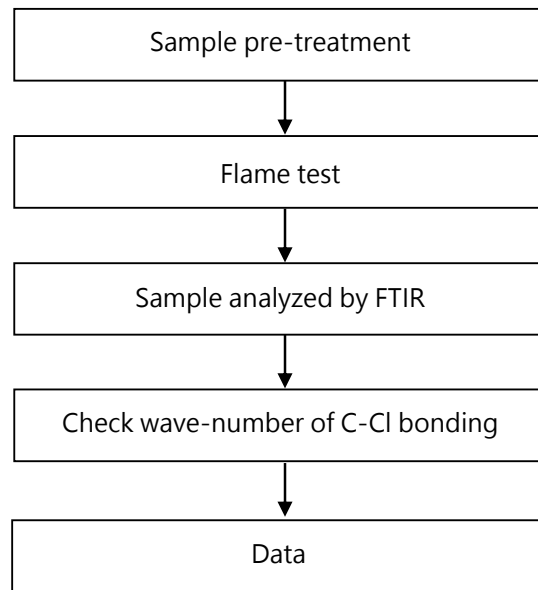 Sample pre-treatment
Flame test
Sample analyzed by FTIR
Check wave-number of C-Cl bonding
Data